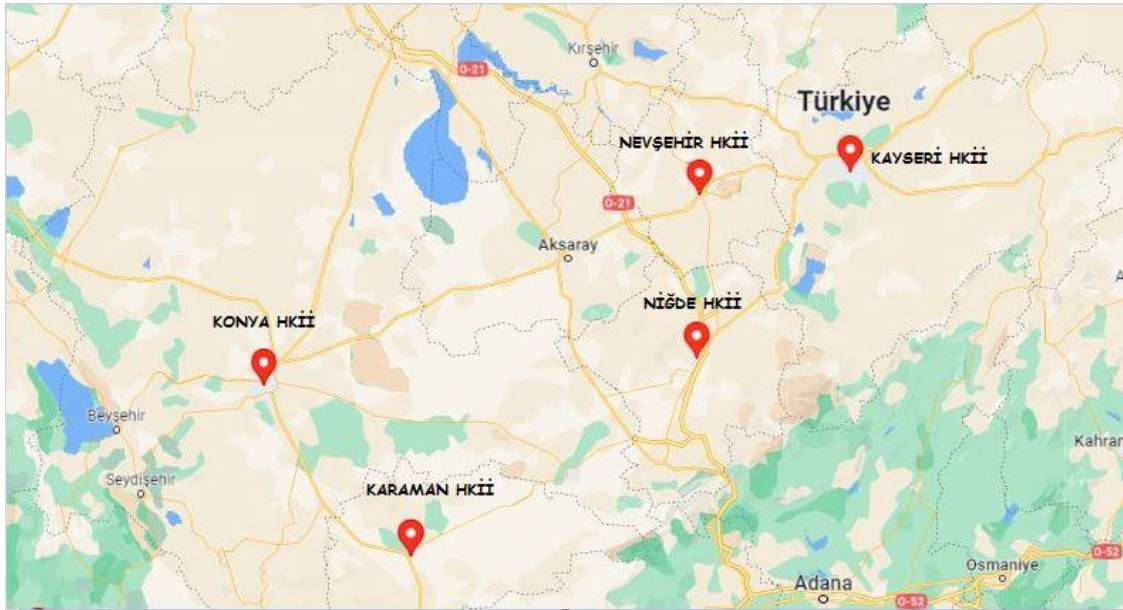 Kırşehir
O-21
Türkiye
NEVŞEHİR HKİİ
KAYSERİ HKİİ
O-21
Aksaray
NİĞDE HKİİ
KONYA HKİİ
Beyşehir
Kahran
Seydişehir
KARAMAN HKİİ
O-52
Osmaniye
Adana
O-52